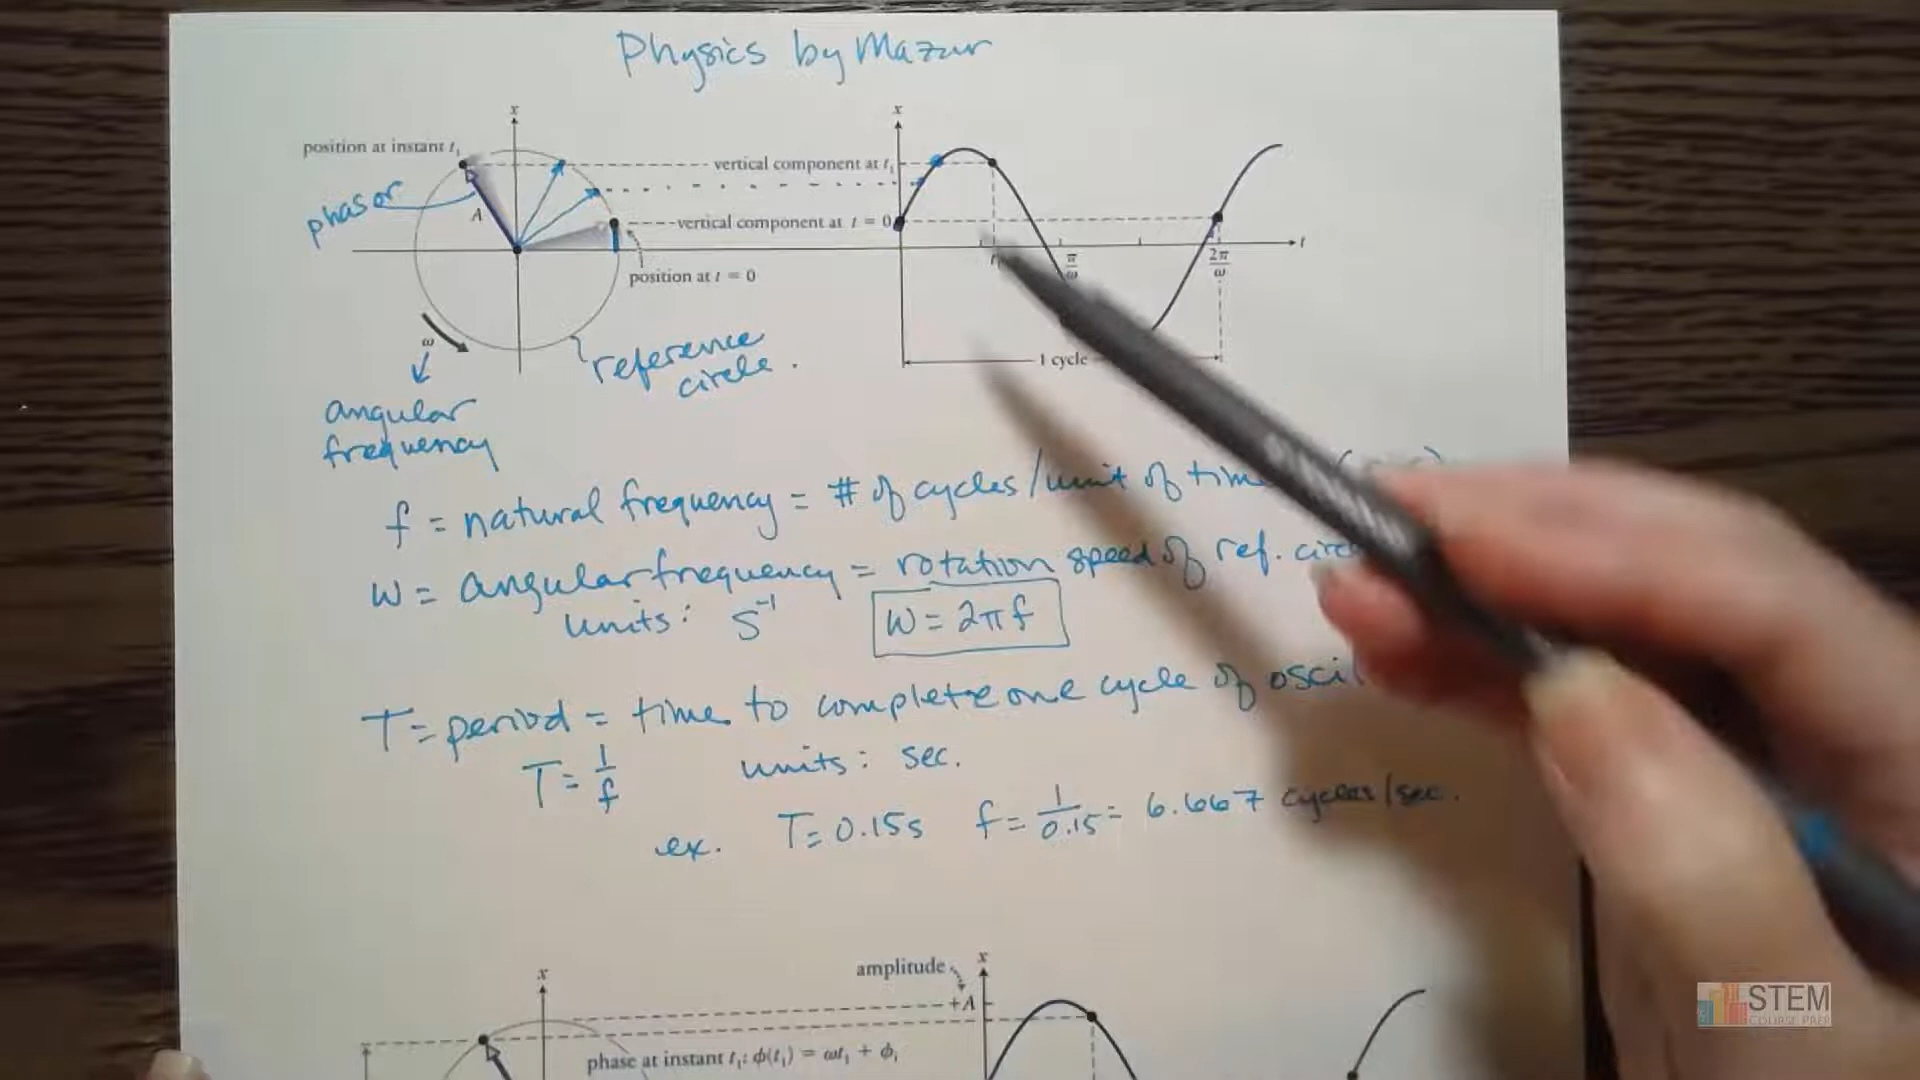 Physics by Mazur
x
x
position at instant t₁
vertical component at t₁
phasor
A
vertical component at t = 0
t
position at t = 0
π/ω
2π/ω
ω
reference
circle.
1 cycle
angular
frequency
f = natural frequency = # of cycles/unit of time
ω = angular frequency = rotation speed of ref.
units: s⁻¹
ω = 2πf
T = period = time to complete one cycle of
T = 1/f
units: sec.
ex. T = 0.15s f = 1/0.15 = 6.667 cycles/sec.
x
x
amplitude
+A
phase at instant t₁: ϕ(t₁) = ωt₁ + ϕᵢ
STEM
COURSE PREP